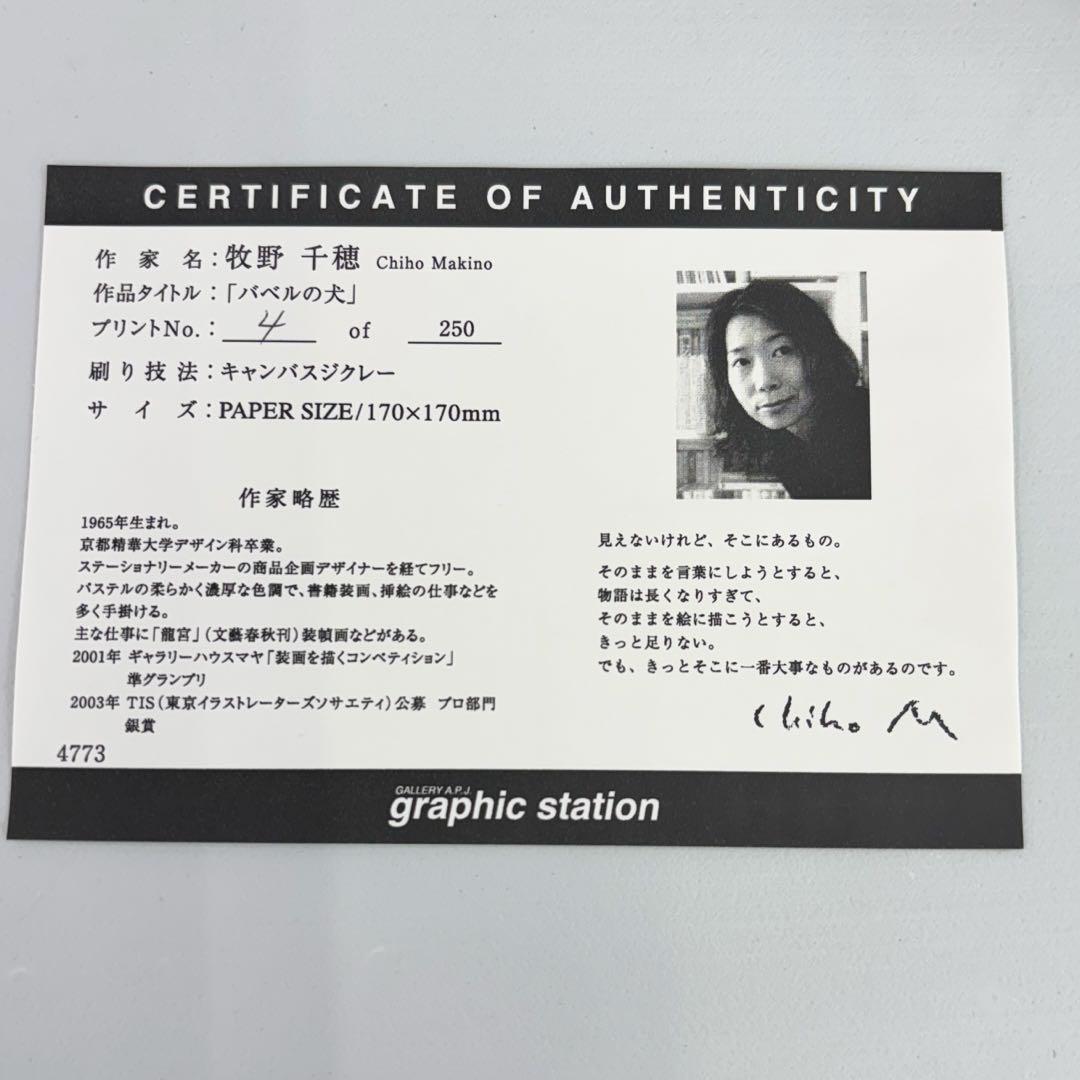 CERTIFICATE OF AUTHENTICITY
作家名：牧野 千穂 Chiho Makino
作品タイトル：「バベルの犬」
プリントNo.： 4 of 250
刷り技法：キャンバスジクレー
サイズ：PAPER SIZE/170×170mm
作家略歴
1965年生まれ。
京都精華大学デザイン科卒業。
ステーショナリーメーカーの商品企画デザイナーを経てフリー。
パステルの柔らかく濃厚な色調で、書籍装画、挿絵の仕事などを
多く手掛ける。
主な仕事に「龍宮」（文藝春秋刊）装幀画などがある。
2001年 ギャラリーハウスマヤ「装画を描くコンペティション」
準グランプリ
2003年 TIS（東京イラストレーターズソサエティ）公募 プロ部門
銀賞
4773
見えないけれど、そこにあるもの。
そのままを言葉にしようとすると、
物語は長くなりすぎて、
そのままを絵に描こうとすると、
きっと足りない。
でも、きっとそこに一番大事なものがあるのです。
Chiho M
GALLERY A.P.J.
graphic station